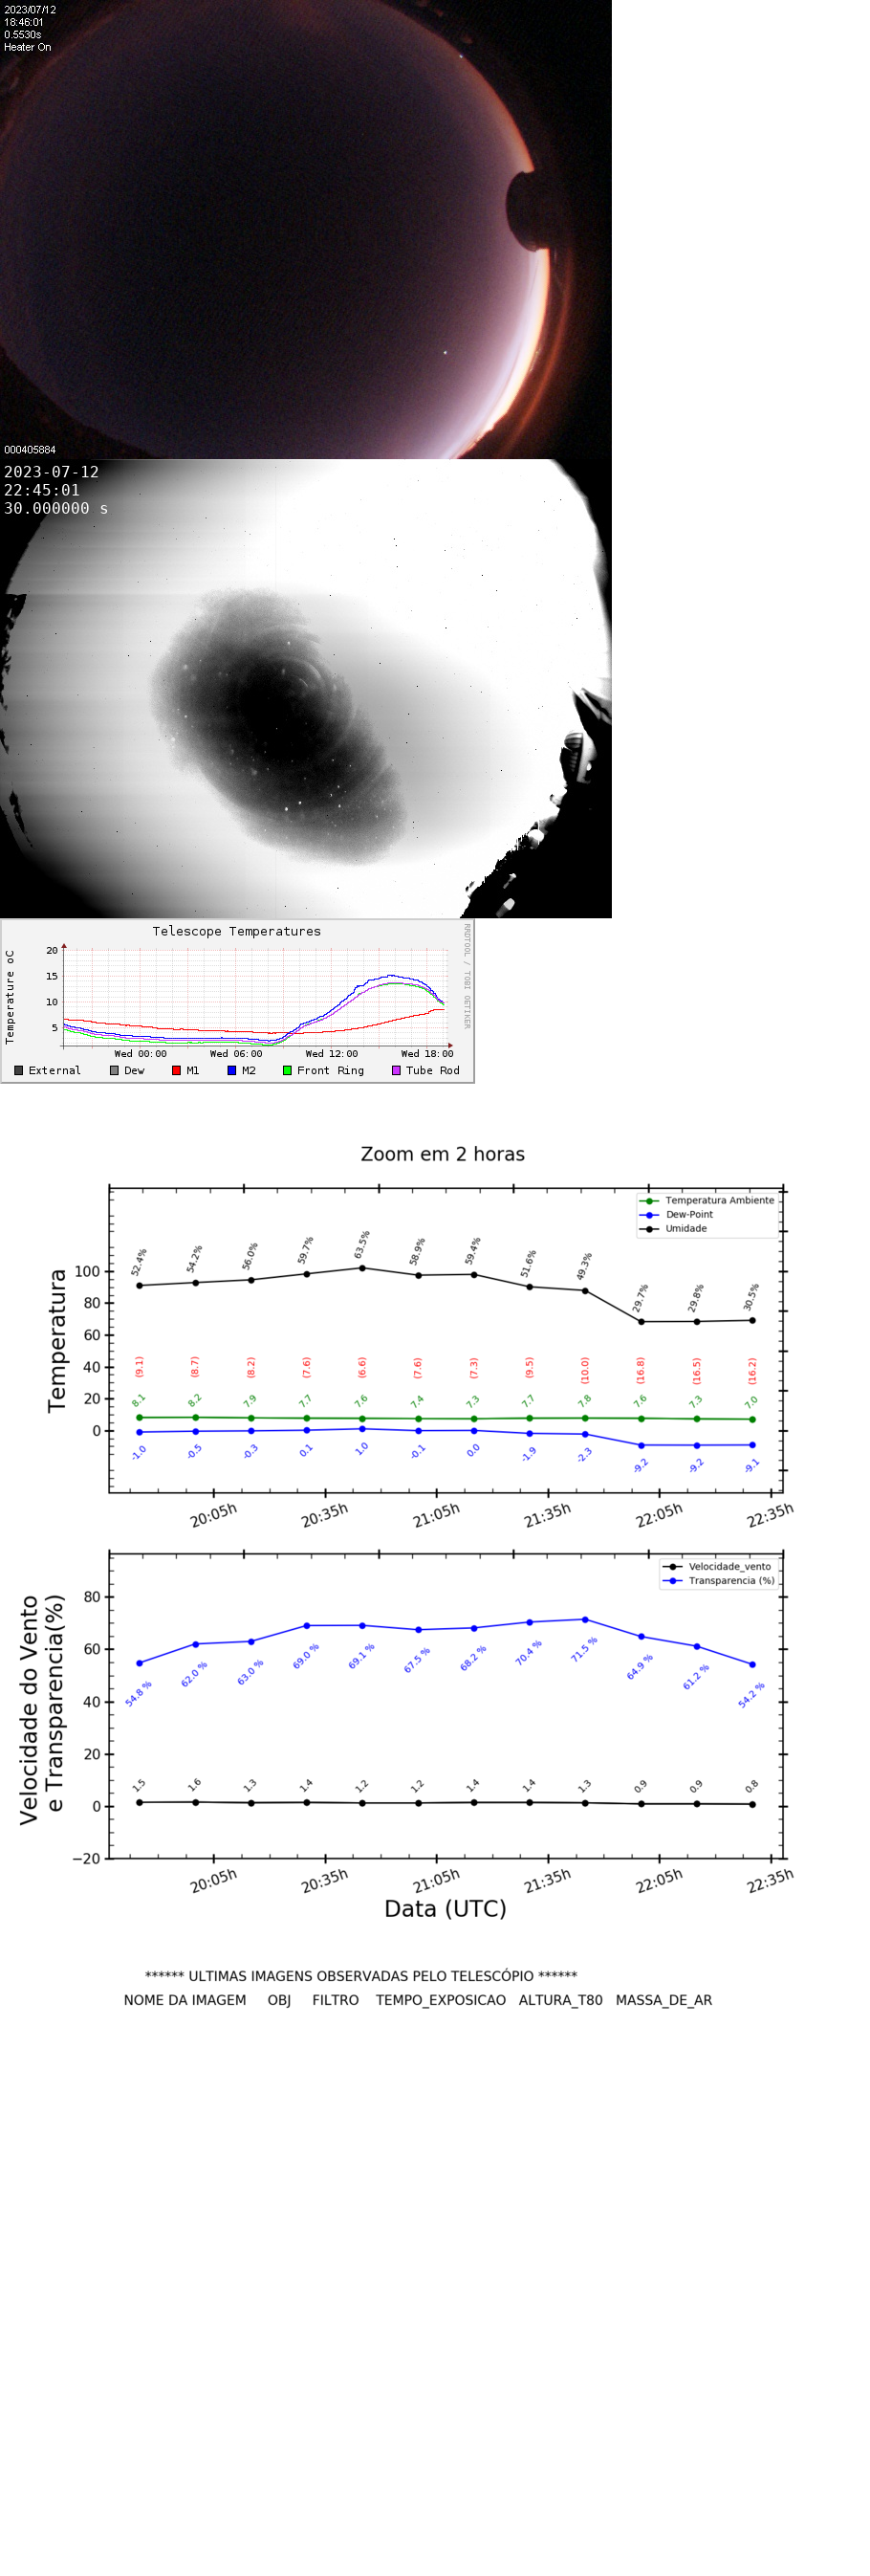 2023/07/12
18:46:01
0.5530s
Heater On
000405884
2023-07-12
22:45:01
30.000000 s
Telescope Temperatures
RRDTOOL / TOBI OETIKER
Temperature oC
20
15
10
5
Wed 00:00 Wed 06:00 Wed 12:00 Wed 18:00
External Dew M1 M2 Front Ring Tube Rod
Zoom em 2 horas
Temperatura Ambiente
Dew-Point
Umidade
Temperatura
100
80
60
40
20
0
52.4% 54.2% 56.0% 59.7% 63.5% 58.9% 59.4% 51.6% 49.3% 29.7% 29.8% 30.5%
(9.1) (8.7) (8.2) (7.6) (6.6) (7.6) (7.3) (9.5) (10.0) (16.8) (16.5) (16.2)
8.1 8.2 7.9 7.7 7.6 7.4 7.3 7.7 7.8 7.6 7.3 7.0
-1.0 -0.5 -0.3 0.1 1.0 -0.1 0.0 -1.9 -2.3 -9.2 -9.2 -9.1
20:05h 20:35h 21:05h 21:35h 22:05h 22:35h
Velocidade_vento
Transparencia (%)
Velocidade do Vento
e Transparencia(%)
80
60
40
20
0
−20
54.8 % 62.0 % 63.0 % 69.0 % 69.1 % 67.5 % 68.2 % 70.4 % 71.5 % 64.9 % 61.2 % 54.2 %
1.5 1.6 1.3 1.4 1.2 1.2 1.4 1.4 1.3 0.9 0.9 0.8
20:05h 20:35h 21:05h 21:35h 22:05h 22:35h
Data (UTC)
****** ULTIMAS IMAGENS OBSERVADAS PELO TELESCÓPIO ******
NOME DA IMAGEM OBJ FILTRO TEMPO_EXPOSICAO ALTURA_T80 MASSA_DE_AR